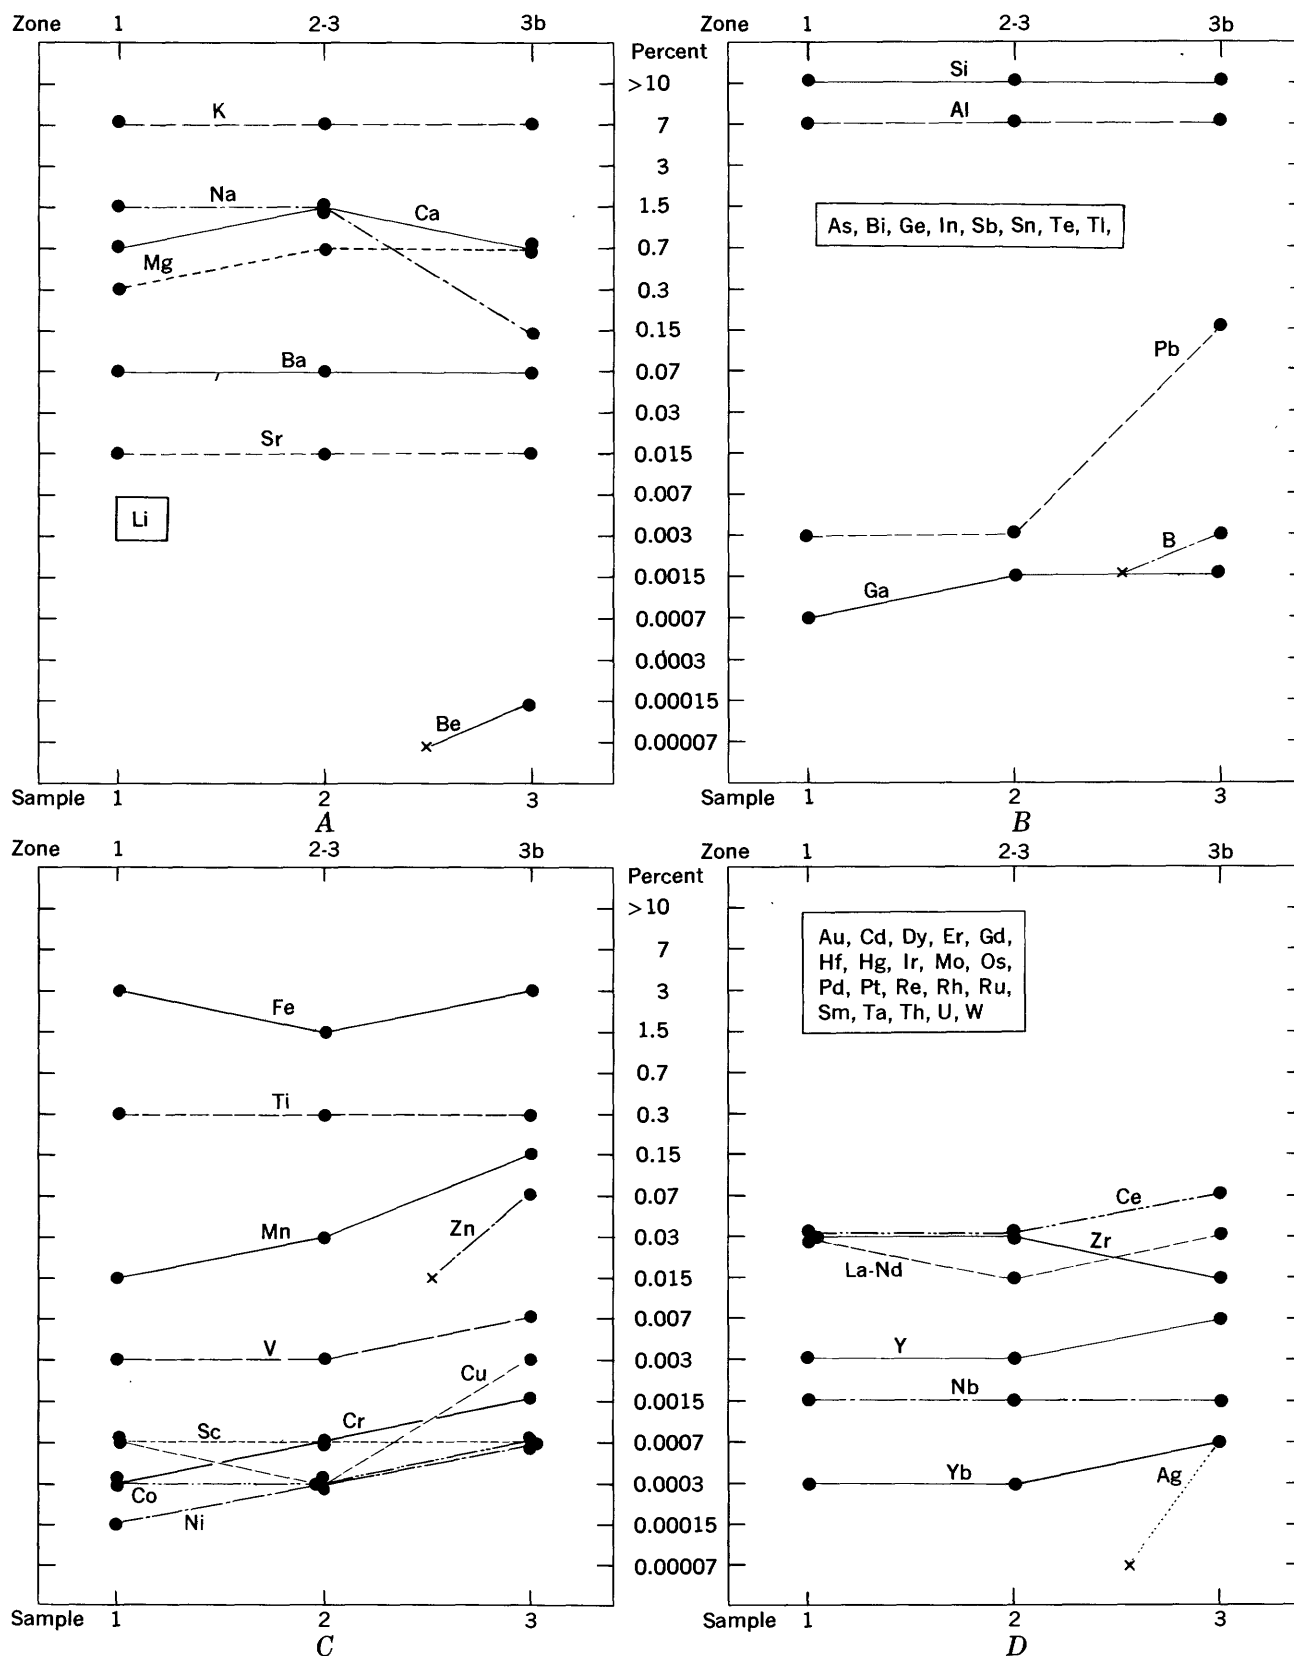 Zone 1 2-3 3b
Percent
>10
7
3
1.5
0.7
0.3
0.15
0.07
0.03
0.015
0.007
0.003
0.0015
0.0007
0.0003
0.00015
0.00007
K
Na
Ca
Mg
Ba
Sr
Li
Be
Sample 1 2 3
A
Zone 1 2-3 3b
Si
Al
As, Bi, Ge, In, Sb, Sn, Te, Tl,
Pb
B
Ga
Sample 1 2 3
B
Zone 1 2-3 3b
Percent
>10
7
3
1.5
0.7
0.3
0.15
0.07
0.03
0.015
0.007
0.003
0.0015
0.0007
0.0003
0.00015
0.00007
Fe
Ti
Mn
Zn
V
Cu
Sc
Cr
Co
Ni
Sample 1 2 3
C
Zone 1 2-3 3b
Au, Cd, Dy, Er, Gd,
Hf, Hg, Ir, Mo, Os,
Pd, Pt, Re, Rh, Ru,
Sm, Ta, Th, U, W
Ce
Zr
La-Nd
Y
Nb
Yb
Ag
Sample 1 2 3
D